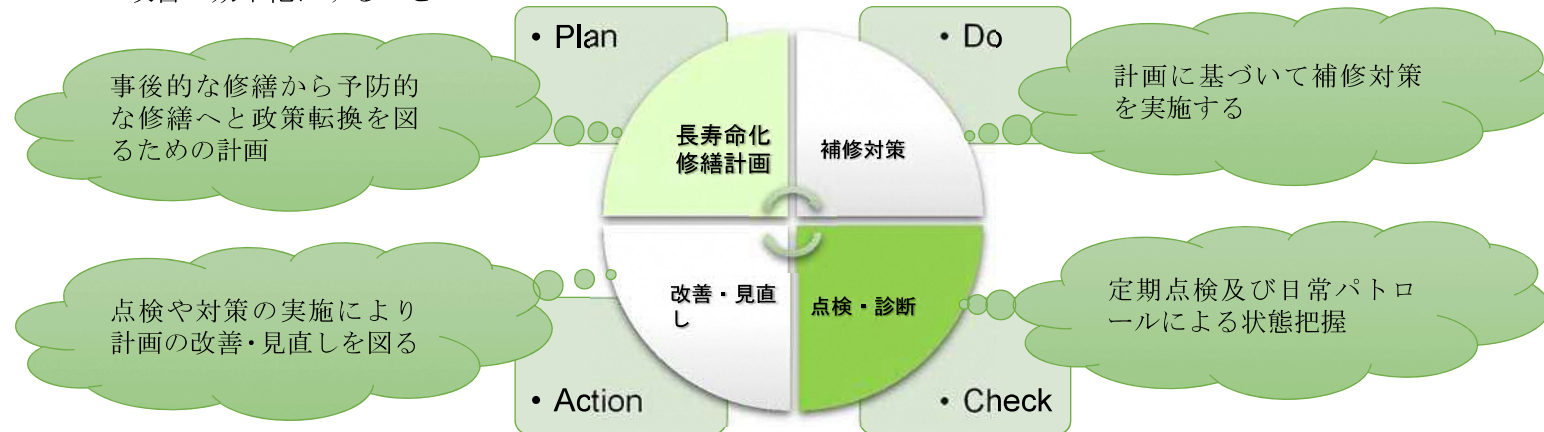 • Plan
事後的な修繕から予防的
な修繕へと政策転換を図
るための計画
長寿命化
修繕計画
• Do
計画に基づいて補修対策
を実施する
補修対策
点検や対策の実施により
計画の改善・見直しを図る
改善・見直
し
• Action
定期点検及び日常パトロ
ールによる状態把握
点検・診断
• Check